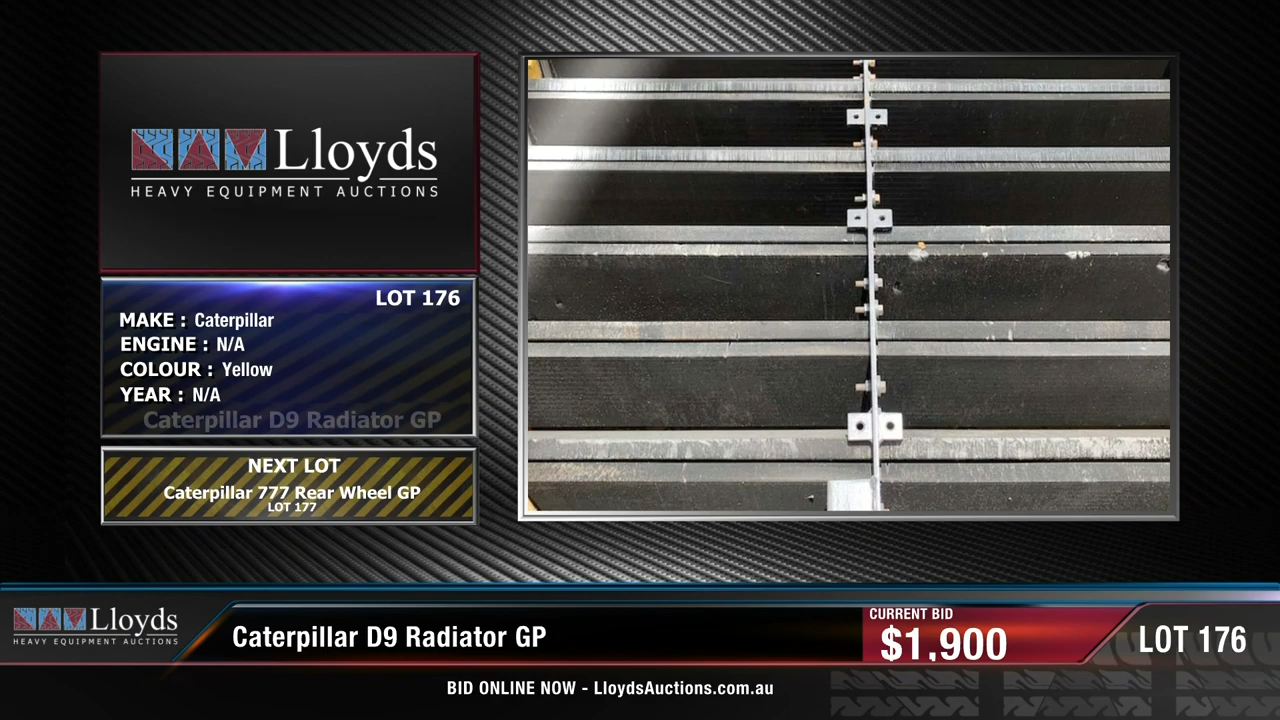 Lloyds
HEAVY EQUIPMENT AUCTIONS
LOT 176
MAKE : Caterpillar
ENGINE : N/A
COLOUR : Yellow
YEAR : N/A
Caterpillar D9 Radiator GP
NEXT LOT
Caterpillar 777 Rear Wheel GP
LOT 177
Lloyds
HEAVY EQUIPMENT AUCTIONS
Caterpillar D9 Radiator GP
CURRENT BID
$1,900
LOT 176
BID ONLINE NOW - LloydsAuctions.com.au